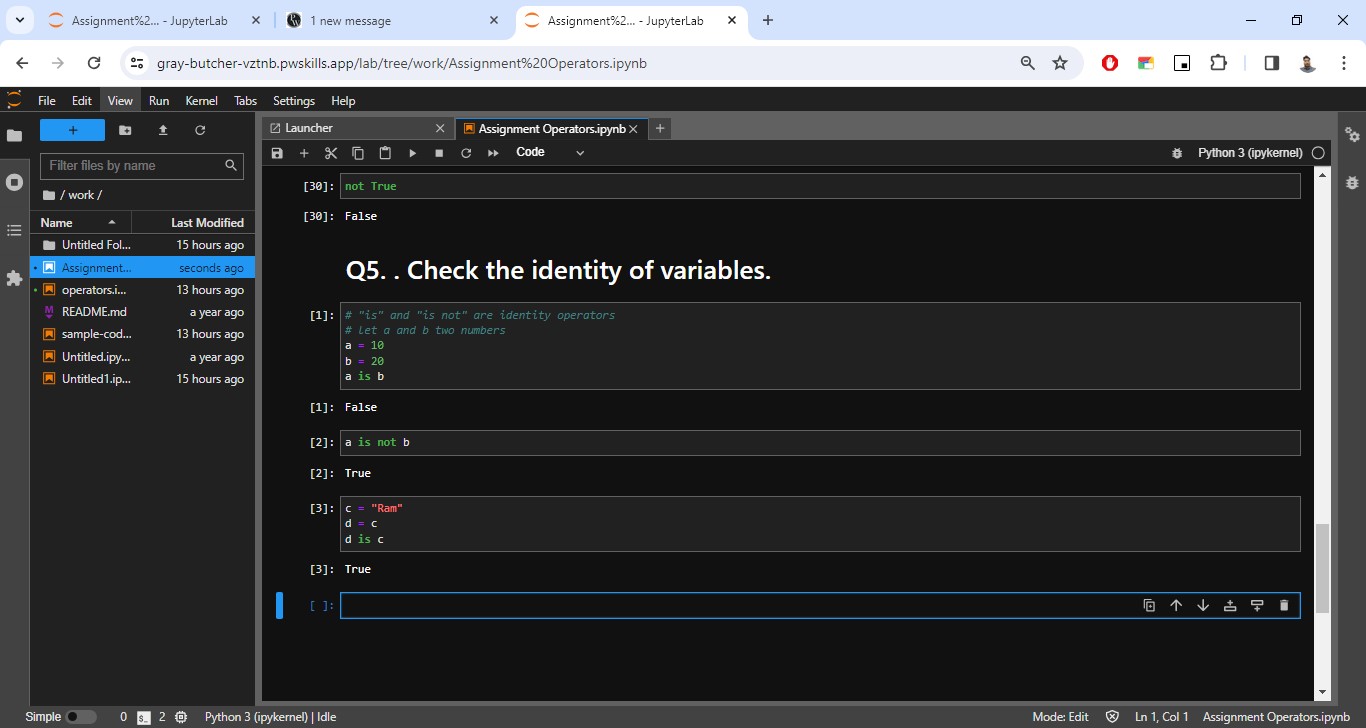 Assignment%2... - JupyterLab
1 new message
Assignment%2... - JupyterLab
gray-butcher-vztnb.pwskills.app/lab/tree/work/Assignment%20Operators.ipynb
File Edit View Run Kernel Tabs Settings Help
Filter files by name
/ work /
Name Last Modified
Untitled Fol... 15 hours ago
Assignment... seconds ago
operators.i... 13 hours ago
README.md a year ago
sample-cod... 13 hours ago
Untitled.ipy... a year ago
Untitled1.ip... 15 hours ago
Launcher
Assignment Operators.ipynb
Code
Python 3 (ipykernel)
[30]: not True
[30]: False
Q5. . Check the identity of variables.
[1]: # "is" and "is not" are identity operators
# let a and b two numbers
a = 10
b = 20
a is b
[1]: False
[2]: a is not b
[2]: True
[3]: c = "Ram"
d = c
d is c
[3]: True
[ ]:
Simple 0 2 Python 3 (ipykernel) | Idle
Mode: Edit Ln 1, Col 1 Assignment Operators.ipynb